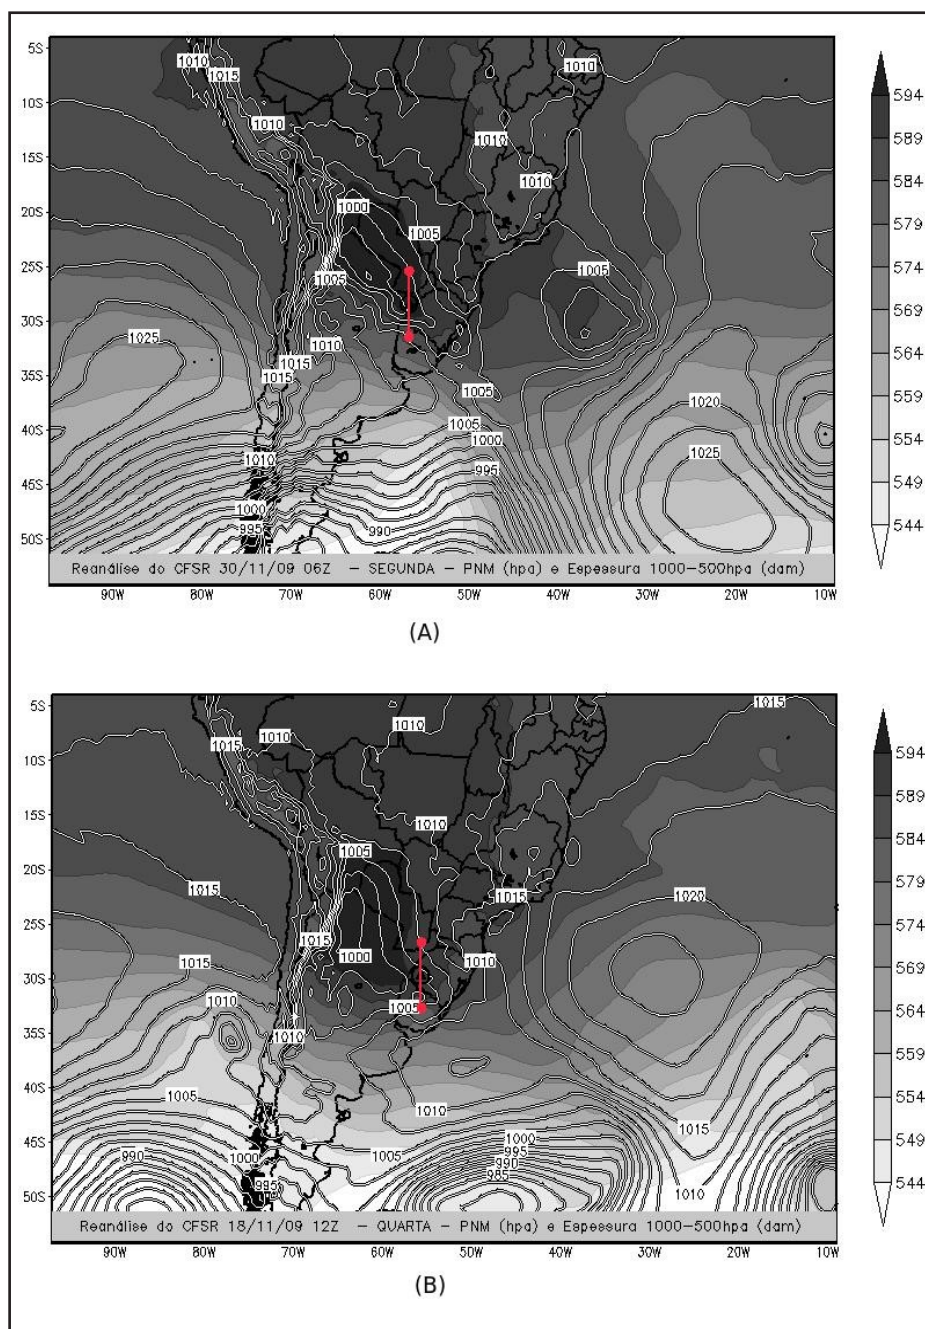 5S
10S
15S
20S
25S
30S
35S
40S
45S
50S
1010
1015
1010
1010
1010
1010
1000
1005
1005
1005
1010
1015
1015
1025
1005
1005
1000
995
1020
1025
1010
1000
995
990
594
589
584
579
574
569
564
559
554
549
544
Reanálise do CFSR 30/11/09 06Z – SEGUNDA – PNM (hpa) e Espessura 1000–500hpa (dam)
90W 80W 70W 60W 50W 40W 30W 20W 10W
(A)
5S
10S
15S
20S
25S
30S
35S
40S
45S
50S
1015
1010
1010
1015
1010
1005
1015
1015
1020
1015
1000
1010
1015
1010
1005
1010
1005
1010
1015
1000
995
990
985
1005
1000
990
995
1010
594
589
584
579
574
569
564
559
554
549
544
Reanálise do CFSR 18/11/09 12Z – QUARTA – PNM (hpa) e Espessura 1000–500hpa (dam)
90W 80W 70W 60W 50W 40W 30W 20W 10W
(B)